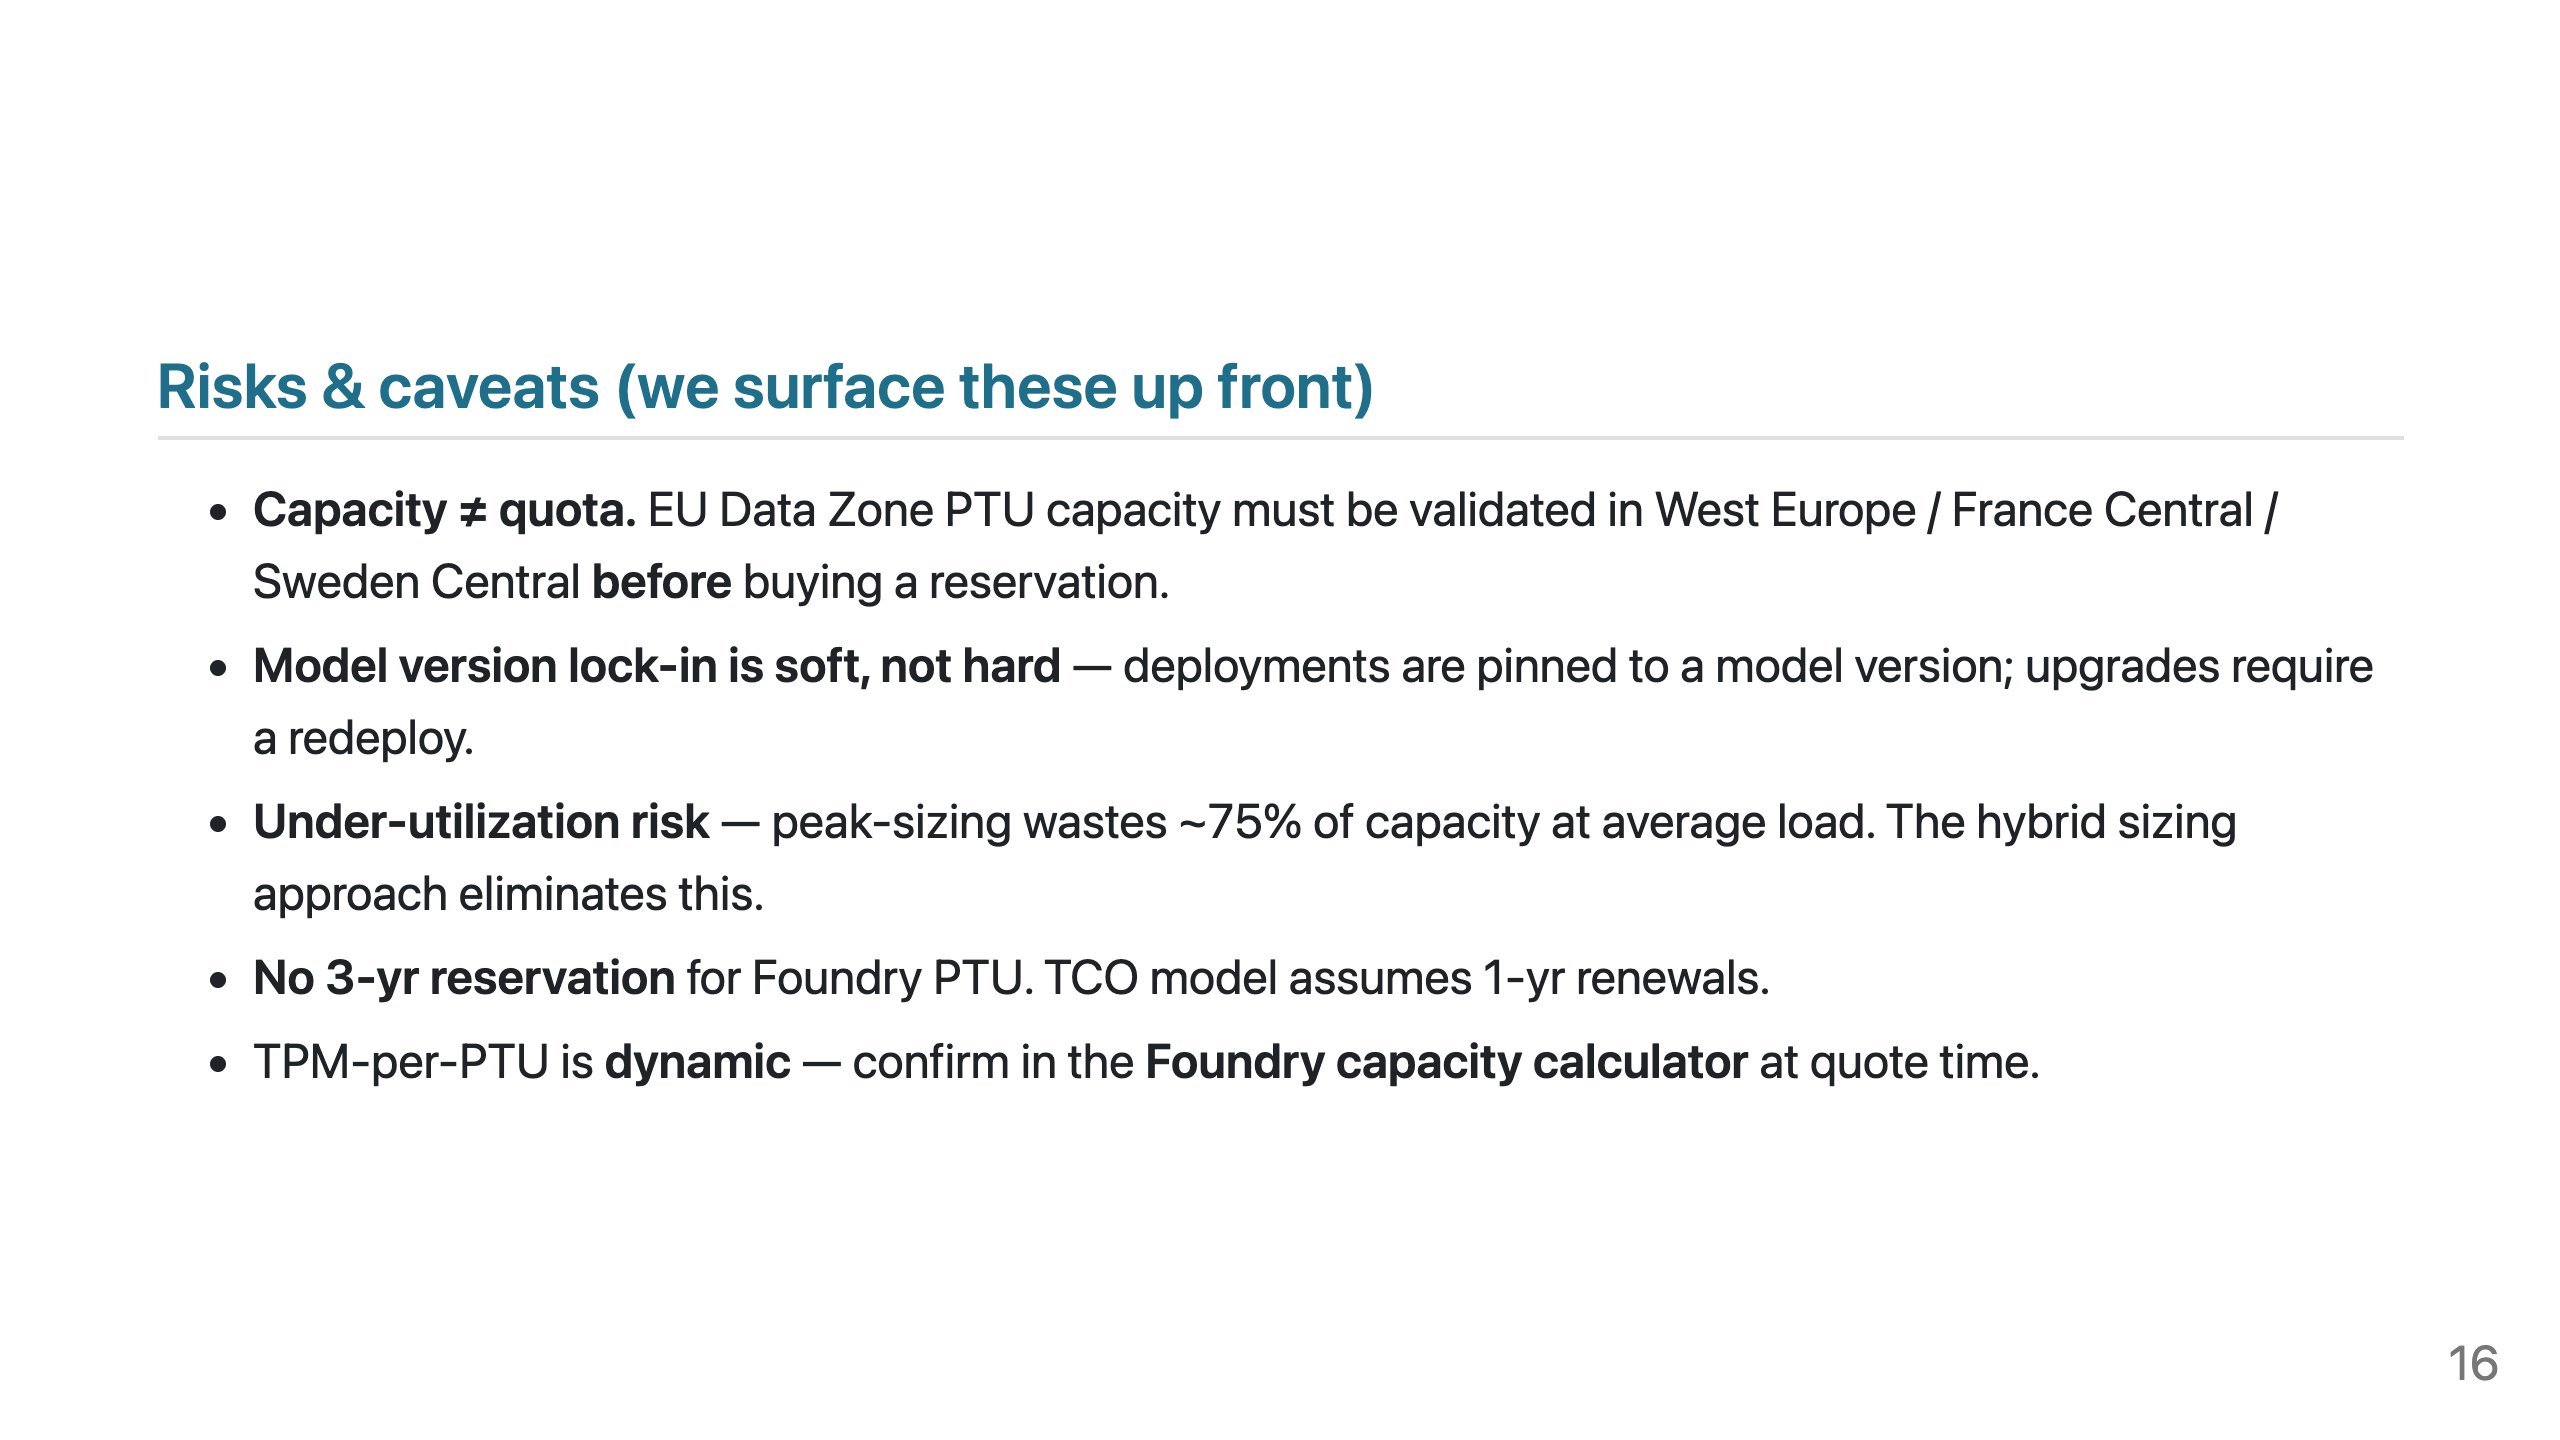 Risks & caveats (we surface these up front)
• Capacity ≠ quota. EU Data Zone PTU capacity must be validated in West Europe / France Central /
Sweden Central before buying a reservation.
• Model version lock-in is soft, not hard — deployments are pinned to a model version; upgrades require
a redeploy.
• Under-utilization risk — peak-sizing wastes ~75% of capacity at average load. The hybrid sizing
approach eliminates this.
• No 3-yr reservation for Foundry PTU. TCO model assumes 1-yr renewals.
• TPM-per-PTU is dynamic — confirm in the Foundry capacity calculator at quote time.
16